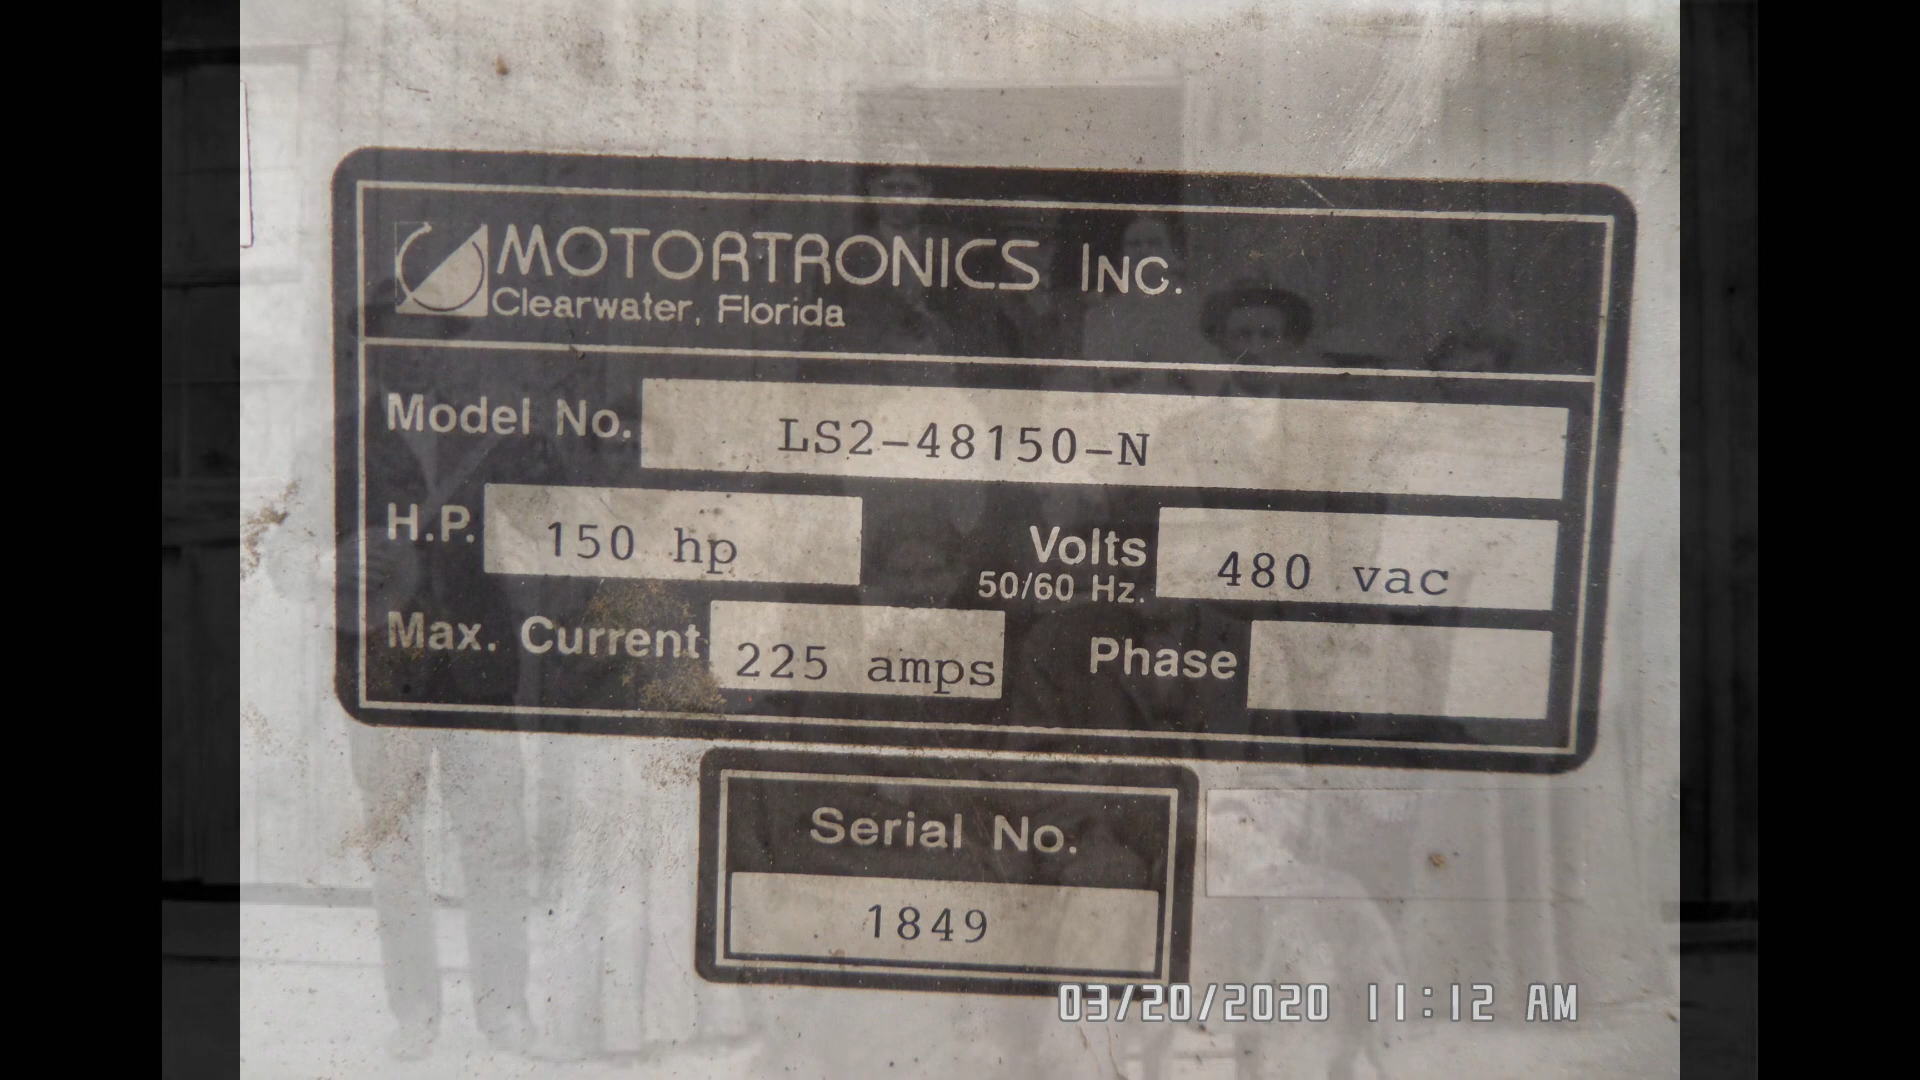 MOTORTRONICS INC.
Clearwater, Florida
Model No. LS2-48150-N
H.P. 150 hp
Volts 480 vac
50/60 Hz.
Max. Current 225 amps
Phase
Serial No.
1849
03/20/2020 11:12 AM